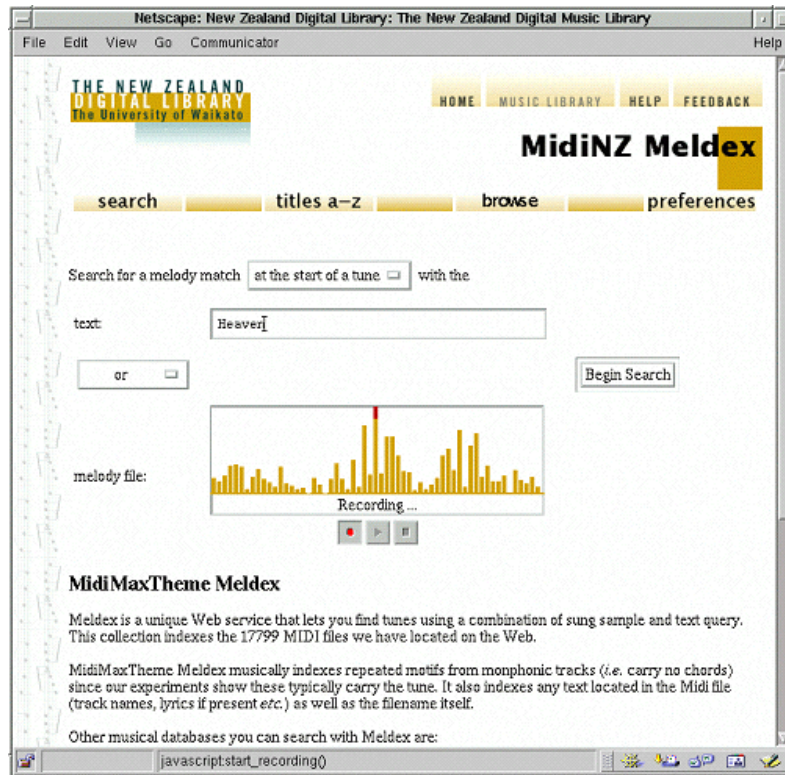 Netscape: New Zealand Digital Library: The New Zealand Digital Music Library
File Edit View Go Communicator Help
THE NEW ZEALAND
DIGITAL LIBRARY
The University of Waikato
HOME MUSIC LIBRARY HELP FEEDBACK
MidiNZ Meldex
search titles a-z browse preferences
Search for a melody match at the start of a tune with the
text: Heaven
or Begin Search
melody file:
Recording ...
MidiMaxTheme Meldex
Meldex is a unique Web service that lets you find tunes using a combination of sung sample and text query.
This collection indexes the 17799 MIDI files we have located on the Web.
MidiMaxTheme Meldex musically indexes repeated motifs from monphonic tracks (i.e. carry no chords)
since our experiments show these typically carry the tune. It also indexes any text located in the Midi file
(track names, lyrics if present etc.) as well as the filename itself.
Other musical databases you can search with Meldex are:
javascript:start_recording()